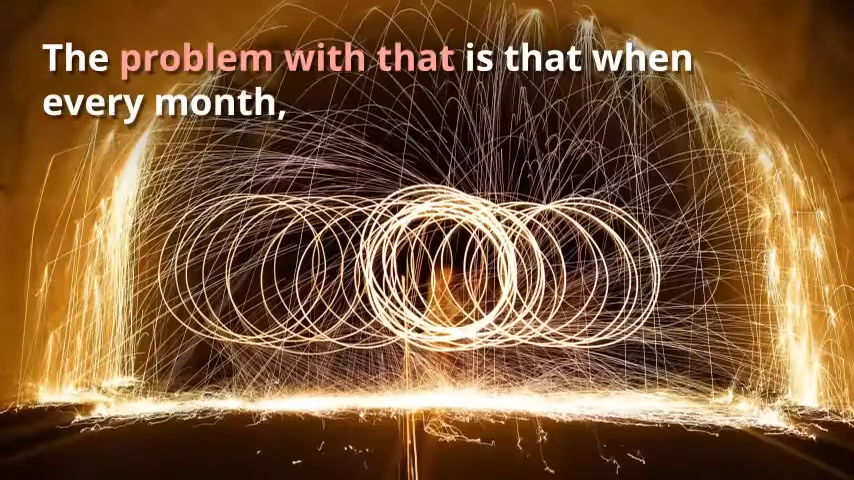 The problem with that is that when
every month,